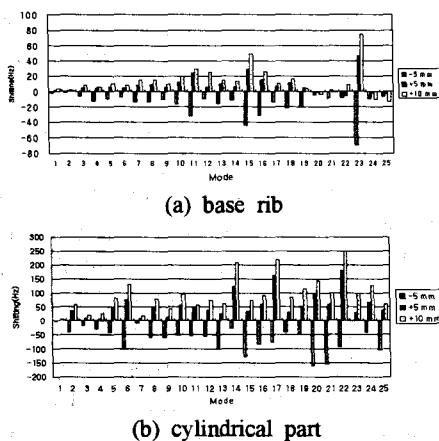 100
80
60
40
20
0
-20
-40
-60
-80
Shifting(Hz)
1 2 3 4 5 6 7 8 9 10 11 12 13 14 15 16 17 18 19 20 21 22 23 24 25
Mode
-5 mm
+5 mm
+10 mm
(a) base rib
300
250
200
150
100
50
0
-50
-100
-150
-200
Shifting(Hz)
1 2 3 4 5 6 7 8 9 10 11 12 13 14 15 16 17 18 19 20 21 22 23 24 25
Mode
-5 mm
+5 mm
+10 mm
(b) cylindrical part